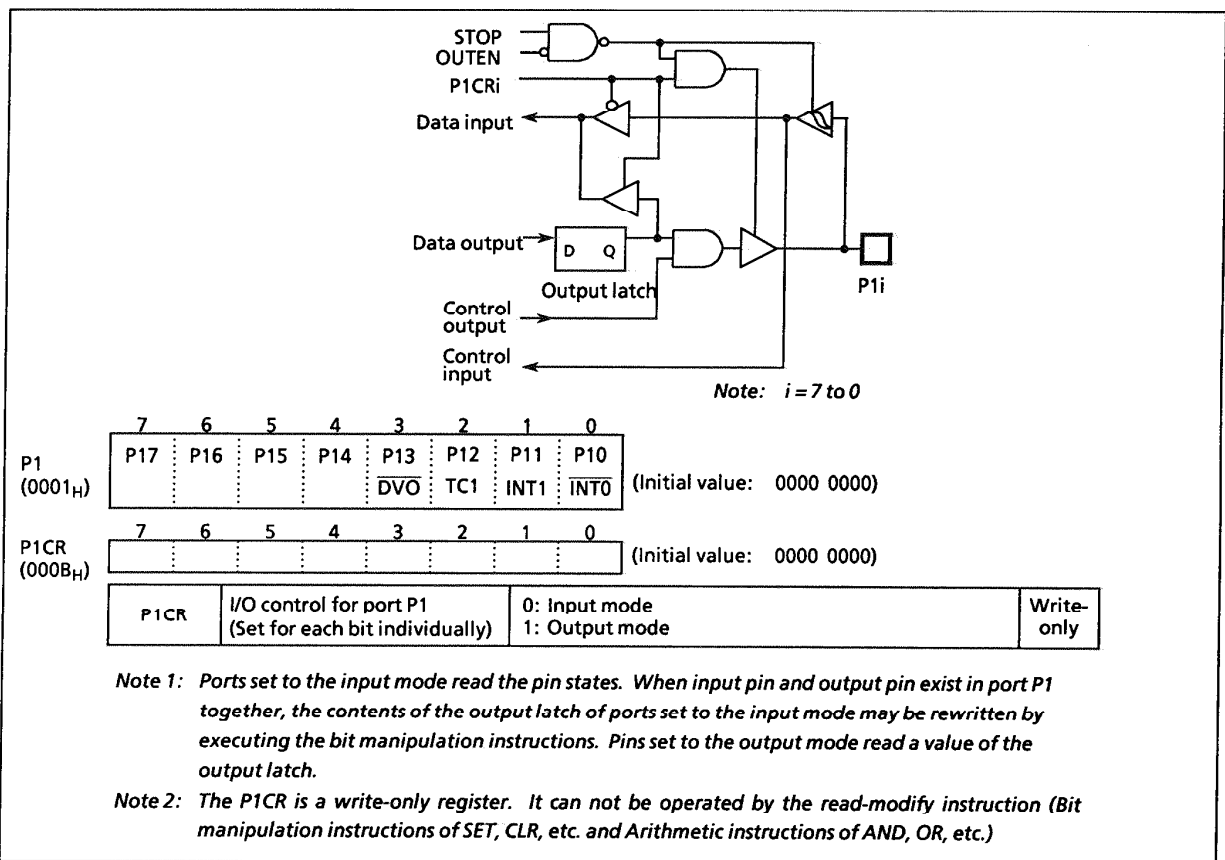 STOP
OUTEN
P1CRi
Data input
Data output
D Q
Output latch
P1i
Control
output
Control
input
Note: i = 7 to 0
7 6 5 4 3 2 1 0
P1
(0001H)
P17 P16 P15 P14 P13 P12 P11 P10
DVO TC1 INT1 INT0
(Initial value: 0000 0000)
7 6 5 4 3 2 1 0
P1CR
(000BH)
(Initial value: 0000 0000)
P1CR
I/O control for port P1
(Set for each bit individually)
0: Input mode
1: Output mode
Write-
only
Note 1: Ports set to the input mode read the pin states. When input pin and output pin exist in port P1
together, the contents of the output latch of ports set to the input mode may be rewritten by
executing the bit manipulation instructions. Pins set to the output mode read a value of the
output latch.
Note 2: The P1CR is a write-only register. It can not be operated by the read-modify instruction (Bit
manipulation instructions of SET, CLR, etc. and Arithmetic instructions of AND, OR, etc.)